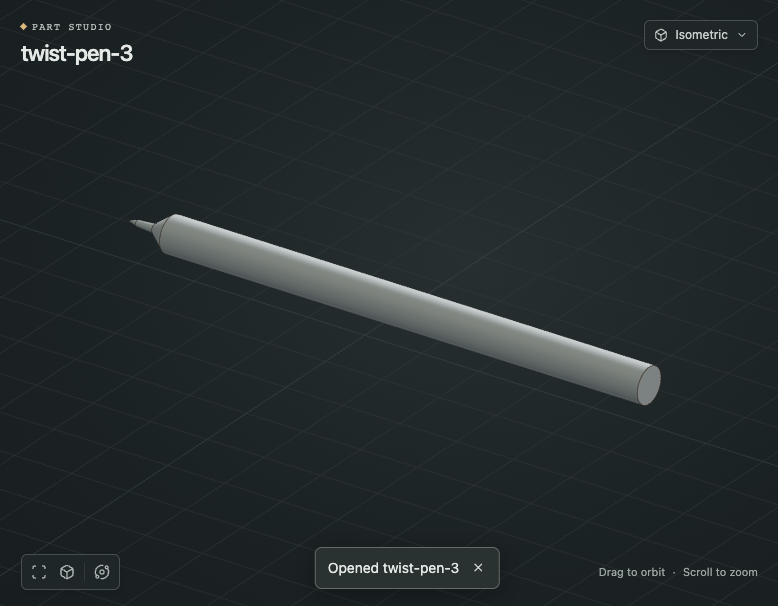 PART STUDIO
twist-pen-3
Isometric
Opened twist-pen-3
Drag to orbit · Scroll to zoom